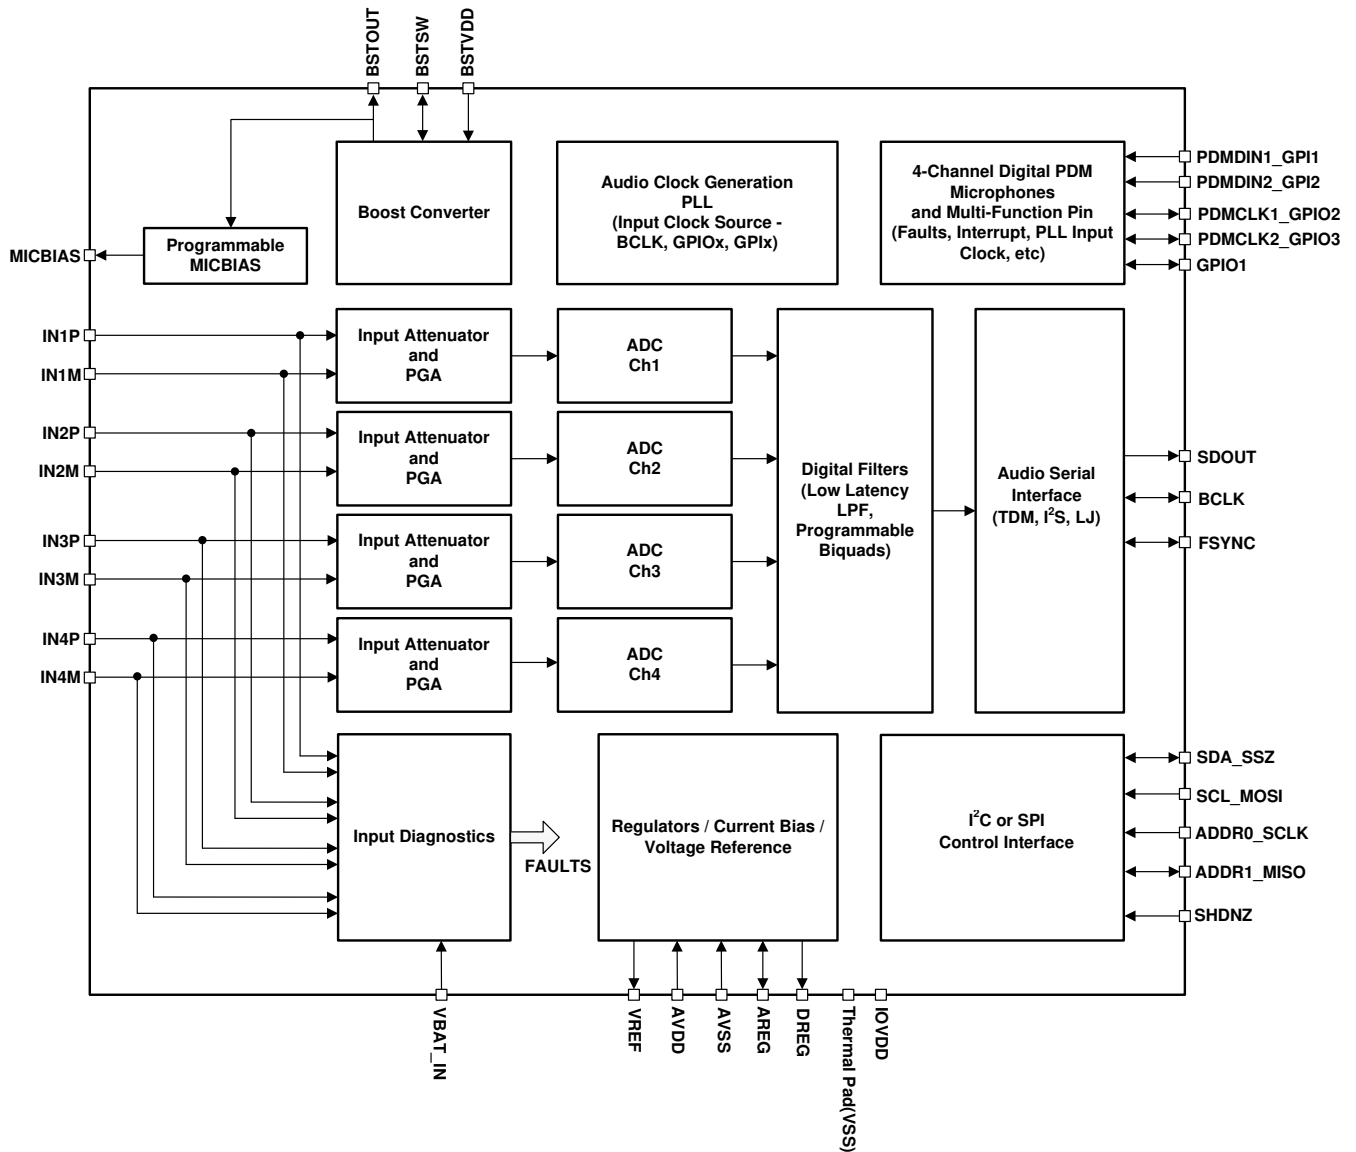 BSTOUT
BSTSW
BSTVDD
Boost Converter
Audio Clock Generation
PLL
(Input Clock Source -
BCLK, GPIOx, GPIx)
4-Channel Digital PDM
Microphones
and Multi-Function Pin
(Faults, Interrupt, PLL Input
Clock, etc)
PDMDIN1_GPI1
PDMDIN2_GPI2
PDMCLK1_GPIO2
PDMCLK2_GPIO3
GPIO1
MICBIAS
Programmable
MICBIAS
IN1P
IN1M
IN2P
IN2M
IN3P
IN3M
IN4P
IN4M
Input Attenuator
and
PGA
ADC
Ch1
Input Attenuator
and
PGA
ADC
Ch2
Input Attenuator
and
PGA
ADC
Ch3
Input Attenuator
and
PGA
ADC
Ch4
Digital Filters
(Low Latency
LPF,
Programmable
Biquads)
Audio Serial
Interface
(TDM, I²S, LJ)
SDOUT
BCLK
FSYNC
Input Diagnostics
FAULTS
Regulators / Current Bias /
Voltage Reference
I²C or SPI
Control Interface
SDA_SSZ
SCL_MOSI
ADDR0_SCLK
ADDR1_MISO
SHDNZ
VBAT_IN
VREF
AVDD
AVSS
AREG
DREG
Thermal Pad(VSS)
IOVDD